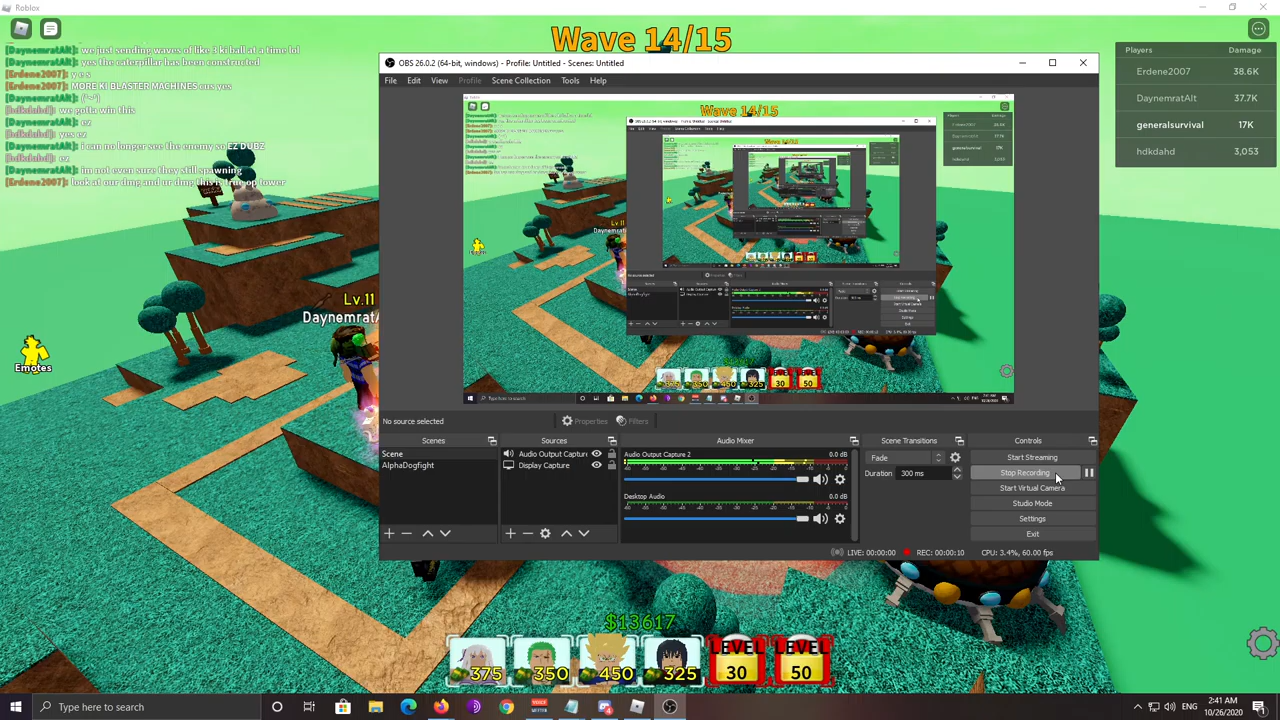 Roblox
Wave 14/15
[DaynemratAlt]: we just sending waves of like 3 ki ball at a time lol
[DaynemratAlt]: yes the caterpillar has been constructed
[Erdene2007]: y e s
[Erdene2007]: MORE KI BLASTER MACHINES cus yes
[DaynemratAlt]: (^~^)
[hdkdahd]: we gotta win this
[DaynemratAlt]: ez
[hdkdahd]: yes ez
[DaynemratAlt]: i can no longer see the enemy so EZ DUBZ
[hdkdahd]: ez
[DaynemratAlt]: im not even sure they still spawning
[Erdene2007]: look at our dmg and ur dmg this is true op tower
Players Damage
Erdene2007 38.6K
DaynemratAlt 37.7K
generalsurvival 17K
hdkdahd 3,053
OBS 26.0.2 (64-bit, windows) - Profile: Untitled - Scenes: Untitled
File Edit View Profile Scene Collection Tools Help
Wave 14/15
Lv.11
Daynemrat
Emotes
No source selected Properties Filters
Scenes Sources Audio Mixer Scene Transitions Controls
Scene
AlphaDogfight
Audio Output Capture
Display Capture
Audio Output Capture 2 0.0 dB
Desktop Audio 0.0 dB
Fade
Duration 300 ms
Start Streaming
Stop Recording
Start Virtual Camera
Studio Mode
Settings
Exit
LIVE: 00:00:00 REC: 00:00:10 CPU: 3.4%, 60.00 fps
$13617
375 350 450 325 LEVEL 30 LEVEL 50
Type here to search
ENG 2:41 AM
10/26/2020